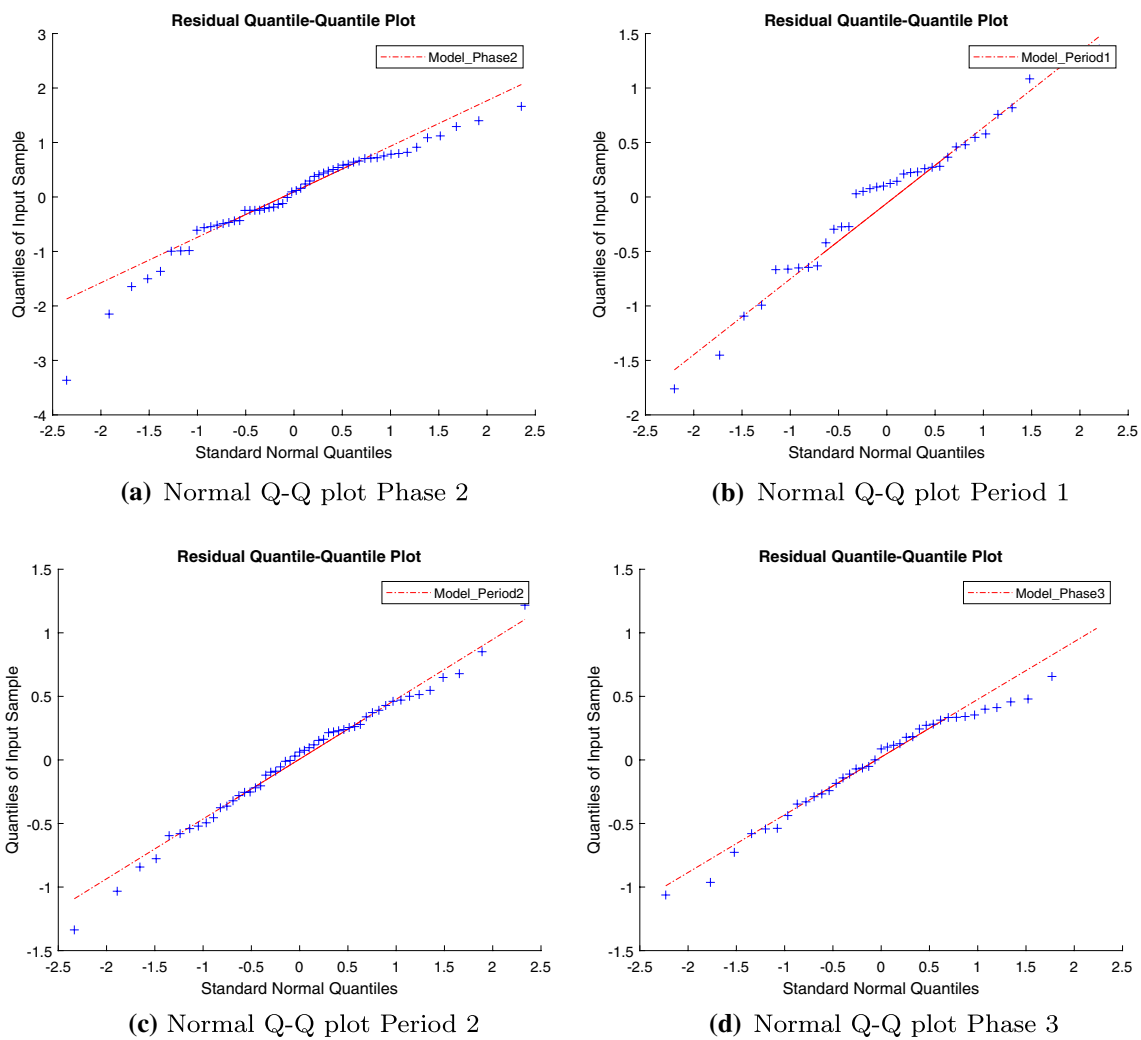 Residual Quantile-Quantile Plot
Model_Phase2
Quantiles of Input Sample
3
2
1
0
-1
-2
-3
-4
-2.5 -2 -1.5 -1 -0.5 0 0.5 1 1.5 2 2.5
Standard Normal Quantiles
(a) Normal Q-Q plot Phase 2
Residual Quantile-Quantile Plot
Model_Period1
Quantiles of Input Sample
1.5
1
0.5
0
-0.5
-1
-1.5
-2
-2.5 -2 -1.5 -1 -0.5 0 0.5 1 1.5 2 2.5
Standard Normal Quantiles
(b) Normal Q-Q plot Period 1
Residual Quantile-Quantile Plot
Model_Period2
Quantiles of Input Sample
1.5
1
0.5
0
-0.5
-1
-1.5
-2.5 -2 -1.5 -1 -0.5 0 0.5 1 1.5 2 2.5
Standard Normal Quantiles
(c) Normal Q-Q plot Period 2
Residual Quantile-Quantile Plot
Model_Phase3
Quantiles of Input Sample
1.5
1
0.5
0
-0.5
-1
-1.5
-2.5 -2 -1.5 -1 -0.5 0 0.5 1 1.5 2 2.5
Standard Normal Quantiles
(d) Normal Q-Q plot Phase 3